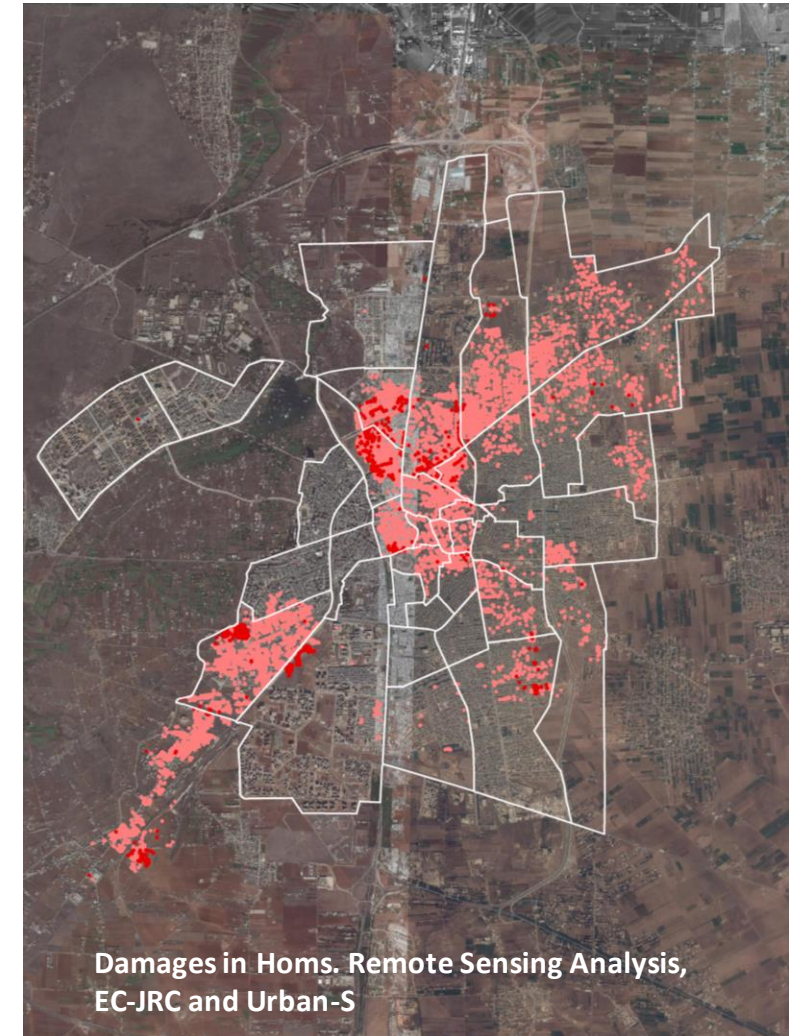 Damages in Homs. Remote Sensing Analysis,
EC-JRC and Urban-S